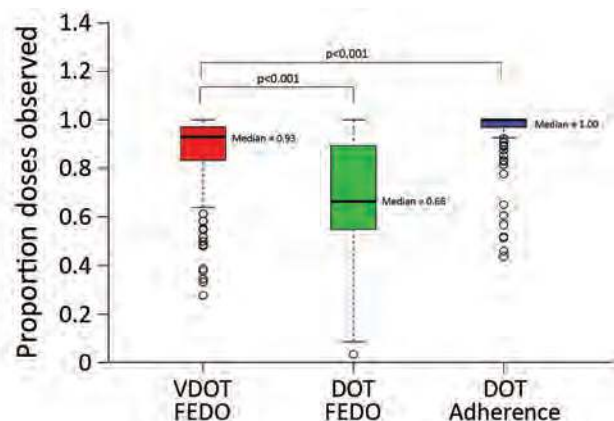 Proportion doses observed
1.4
1.2
1.0
0.8
0.6
0.4
0.2
0
p<0.001
p<0.001
Median = 0.93
Median = 0.66
Median = 1.00
VDOT
FEDO
DOT
FEDO
DOT
Adherence